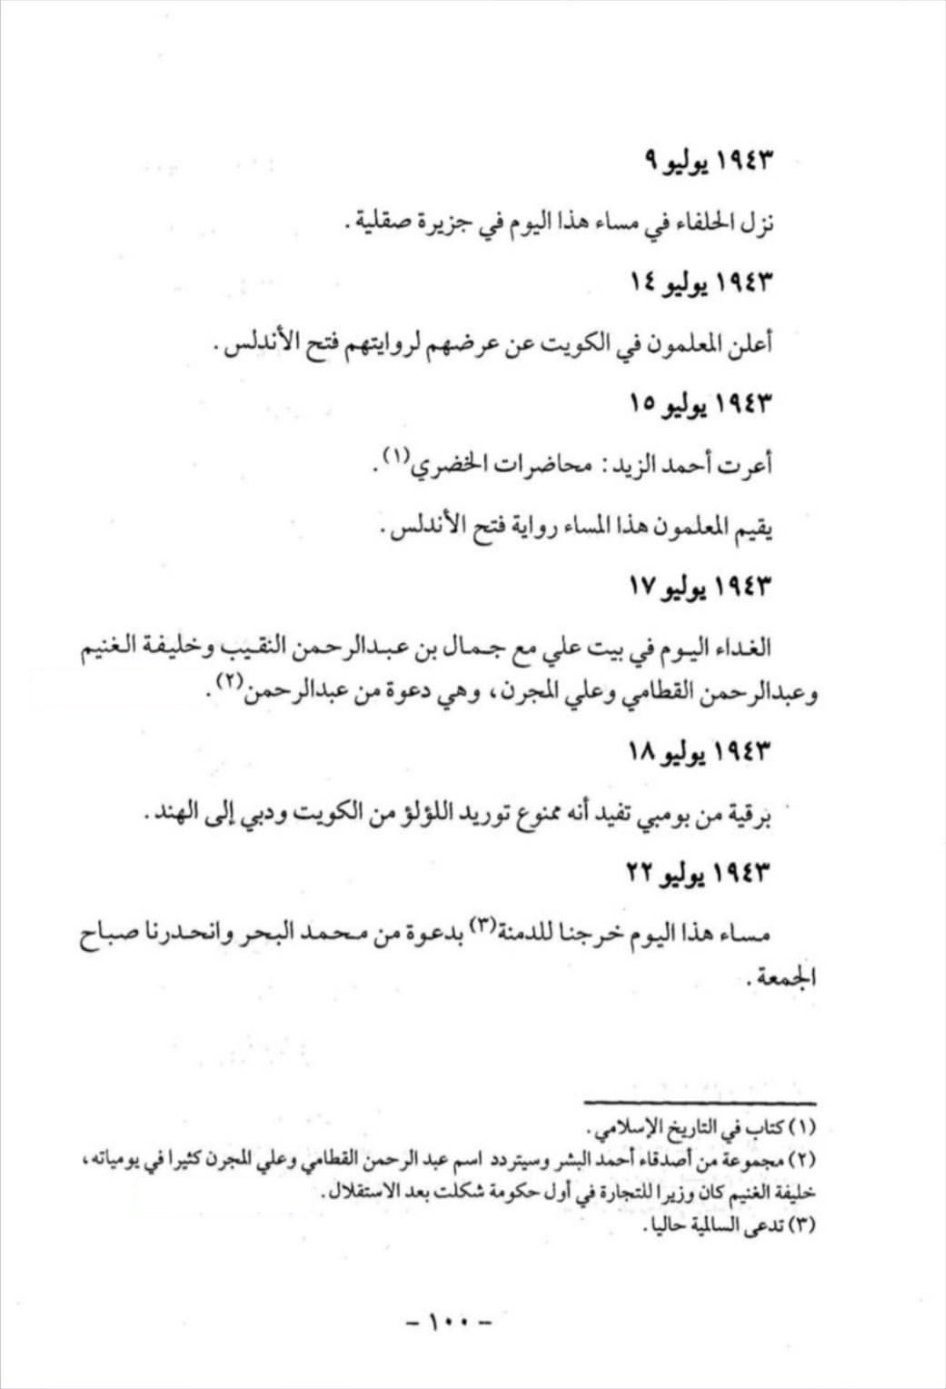 ١٩٤٣ يوليو ٩
نزل الحلفاء في مساء هذا اليوم في جزيرة صقلية .
١٩٤٣ يوليو ١٤
أعلن المعلمون في الكويت عن عرضهم لروايتهم فتح الأندلس .
١٩٤٣ يوليو ١٥
أعرت أحمد الزيد : محاضرات الخضري(١) .
يقيم المعلمون هذا المساء رواية فتح الأندلس .
١٩٤٣ يوليو ١٧
الغداء اليوم في بيت علي مع جمال بن عبدالرحمن النقيب وخليفة الغنيم
وعبدالرحمن القطامي وعلي المجرن ، وهي دعوة من عبدالرحمن(٢) .
١٩٤٣ يوليو ١٨
برقية من بومبي تفيد أنه ممنوع توريد اللؤلؤ من الكويت ودبي إلى الهند .
١٩٤٣ يوليو ٢٢
مساء هذا اليوم خرجنا للدمنة(٣) بدعوة من محمد البحر وانحدرنا صباح
الجمعة .
(١) كتاب في التاريخ الإسلامي .
(٢) مجموعة من أصدقاء أحمد البشر وسيتردد اسم عبد الرحمن القطامي وعلي المجرن كثيرا في يومياته ،
خليفة الغنيم كان وزيرا للتجارة في أول حكومة شكلت بعد الاستقلال .
(٣) تدعى السالمية حاليا .
- ١٠٠ -